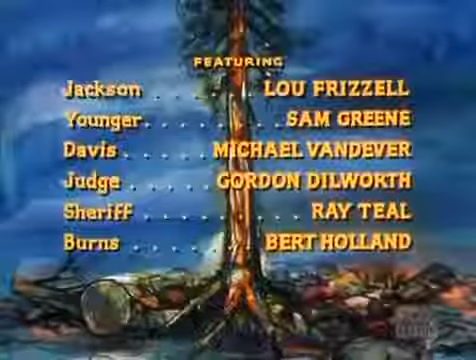 FEATURING
Jackson . . . . . . . LOU FRIZZELL
Younger . . . . . . . . . SAM GREENE
Davis . . . . . . MICHAEL VANDEVER
Judge . . . . . . GORDON DILWORTH
Sheriff . . . . . . . . . . RAY TEAL
Burns . . . . . . . . BERT HOLLAND